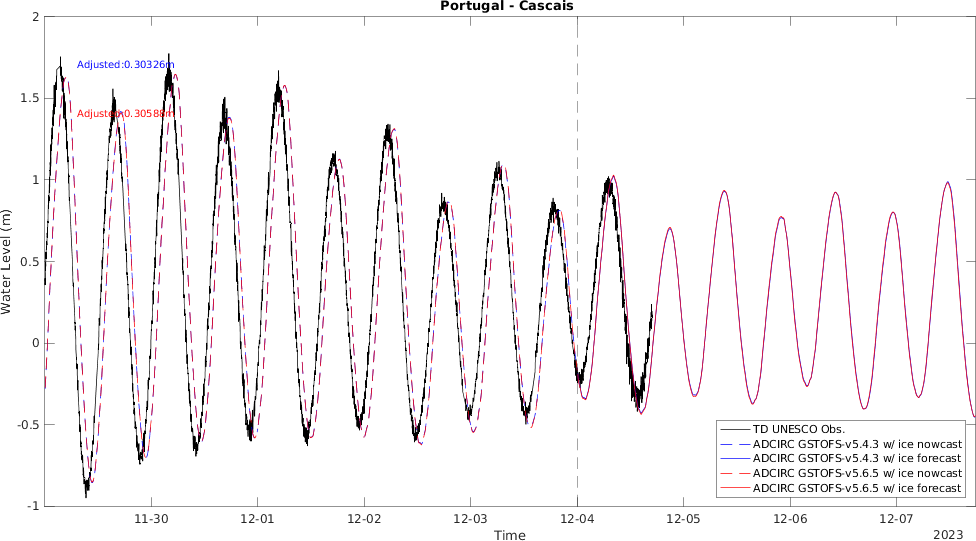 Portugal - Cascais
2
Adjusted:0.30326m
1.5
Adjusted:0.30588m
1
Water Level (m)
0.5
0
-0.5
TD UNESCO Obs.
ADCIRC GSTOFS-v5.4.3 w/ ice nowcast
ADCIRC GSTOFS-v5.4.3 w/ ice forecast
ADCIRC GSTOFS-v5.6.5 w/ ice nowcast
ADCIRC GSTOFS-v5.6.5 w/ ice forecast
-1
11-30 12-01 12-02 12-03 12-04 12-05 12-06 12-07
Time
2023